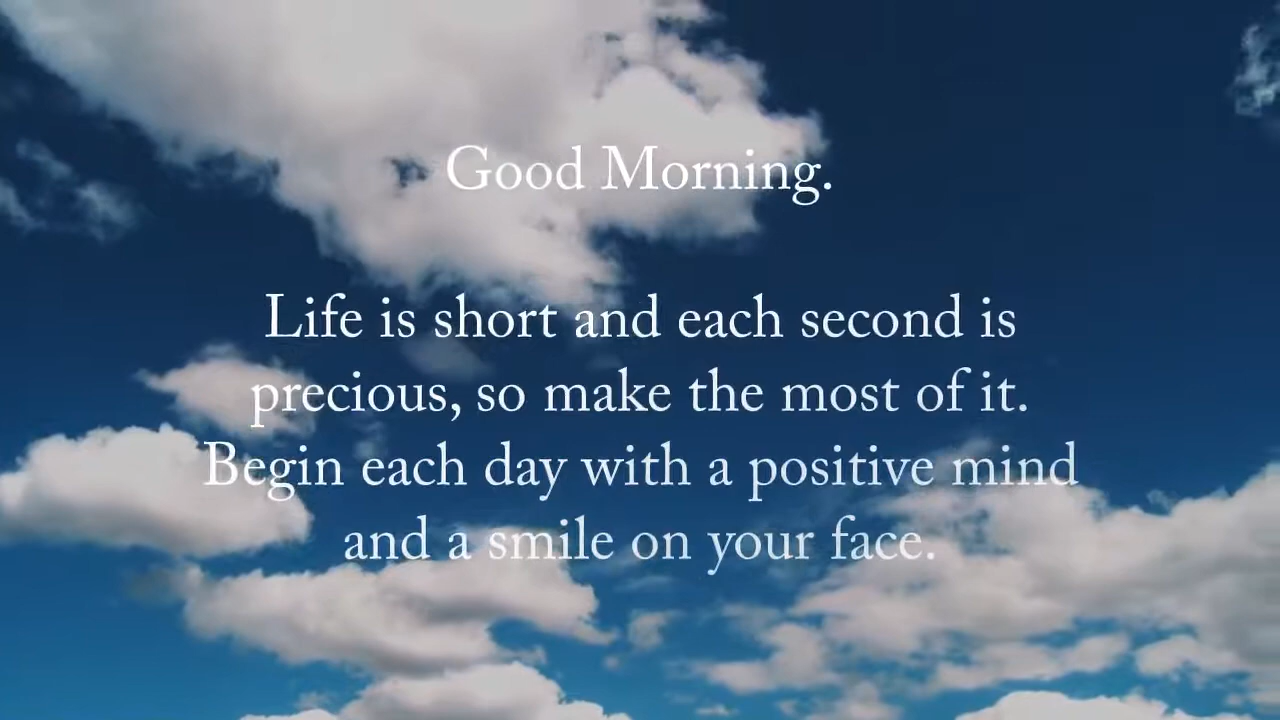 Good Morning.
Life is short and each second is
precious, so make the most of it.
Begin each day with a positive mind
and a smile on your face.